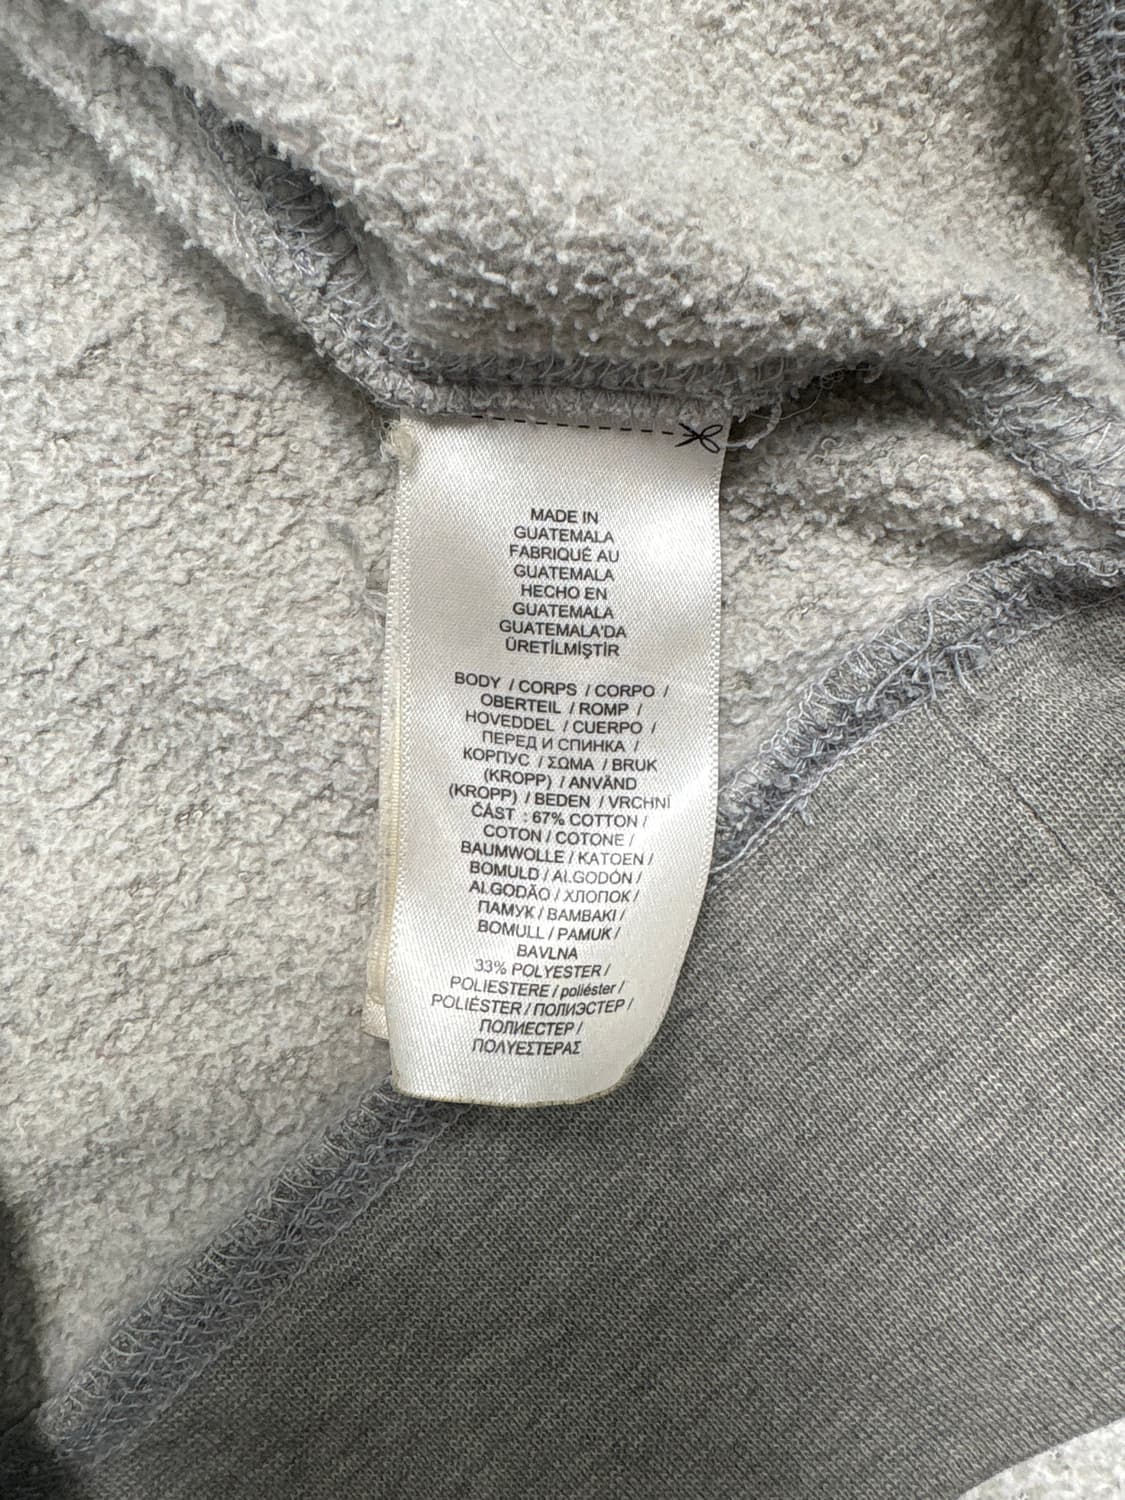 MADE IN
GUATEMALA
FABRIQUÉ AU
GUATEMALA
HECHO EN
GUATEMALA
GUATEMALA'DA
ÜRETİLMİŞTİR
BODY / CORPS / CORPO /
OBERTEIL / ROMP /
HOVEDDEL / CUERPO /
ПЕРЕД И СПИНКА /
КОРПУС / ΣΩΜΑ / BRUK
(KROPP) / ANVÄND
(KROPP) / BEDEN / VRCHNÍ
ČÁST : 67% COTTON /
COTON / COTONE /
BAUMWOLLE / KATOEN /
BOMULD / ALGODÓN /
ALGODÃO / ХЛОПОК /
ПАМУК / ΒΑΜΒΑΚΙ /
BOMULL / PAMUK /
BAVLNA
33% POLYESTER /
POLIESTERE / poliéster /
POLIÉSTER / ПОЛИЭСТЕР /
ПОЛИЕСТЕР /
ΠΟΛΥΕΣΤΕΡΑΣ